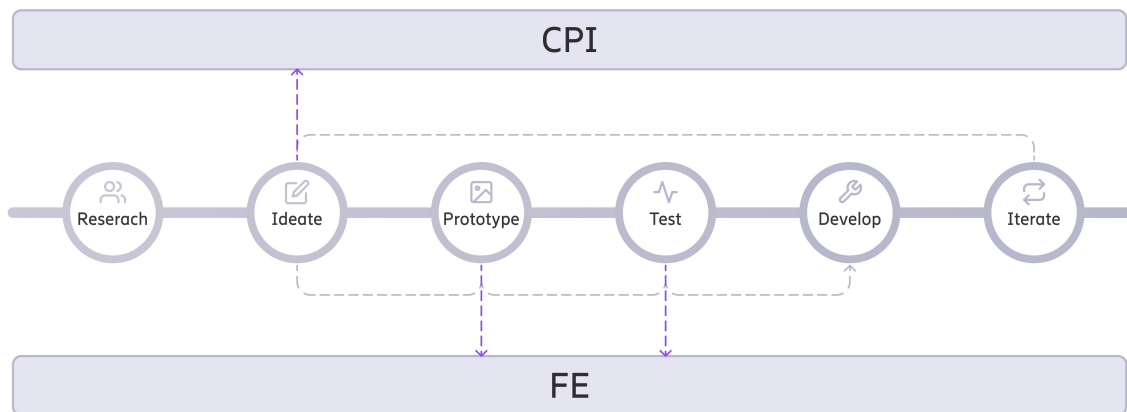 CPI
Reserach
Ideate
Prototype
Test
Develop
Iterate
FE